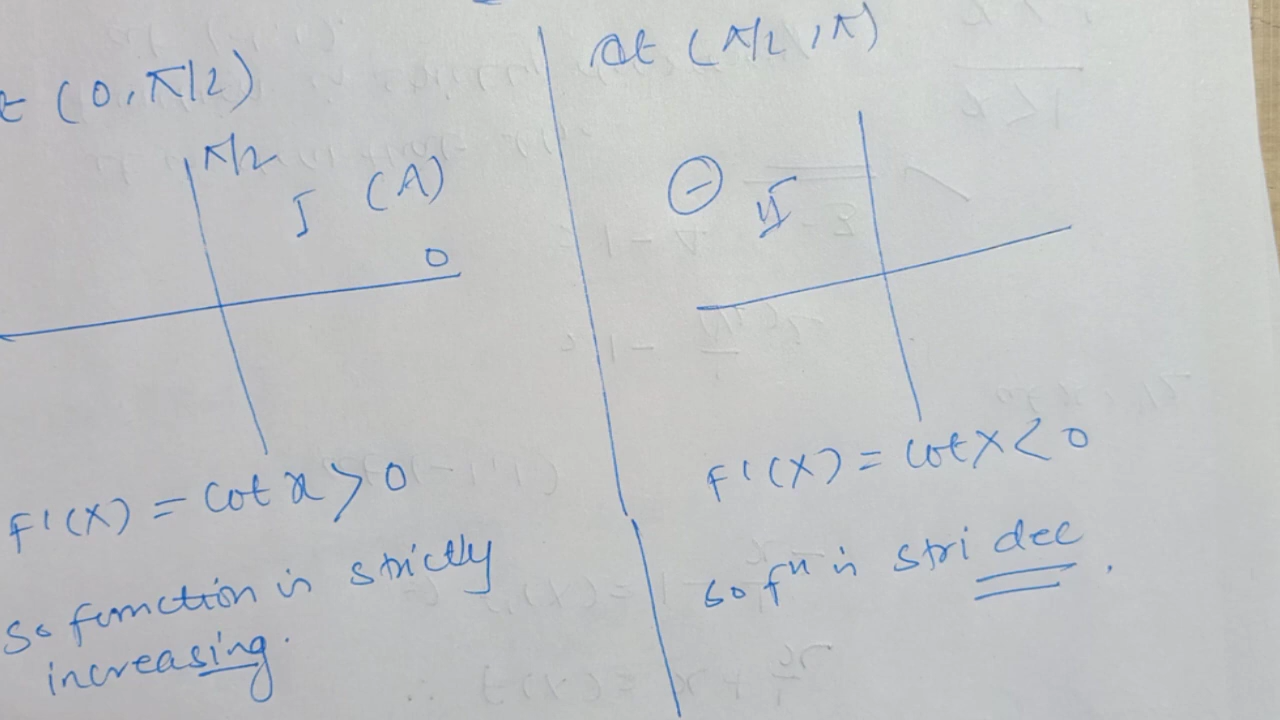 (0, π/2)
π/2
I (A)
0
F'(X) = cot x > 0
So function is strictly
increasing.
at (π/2, π)
⊖ II
F'(X) = cot X < 0
so fⁿ is stri dec.